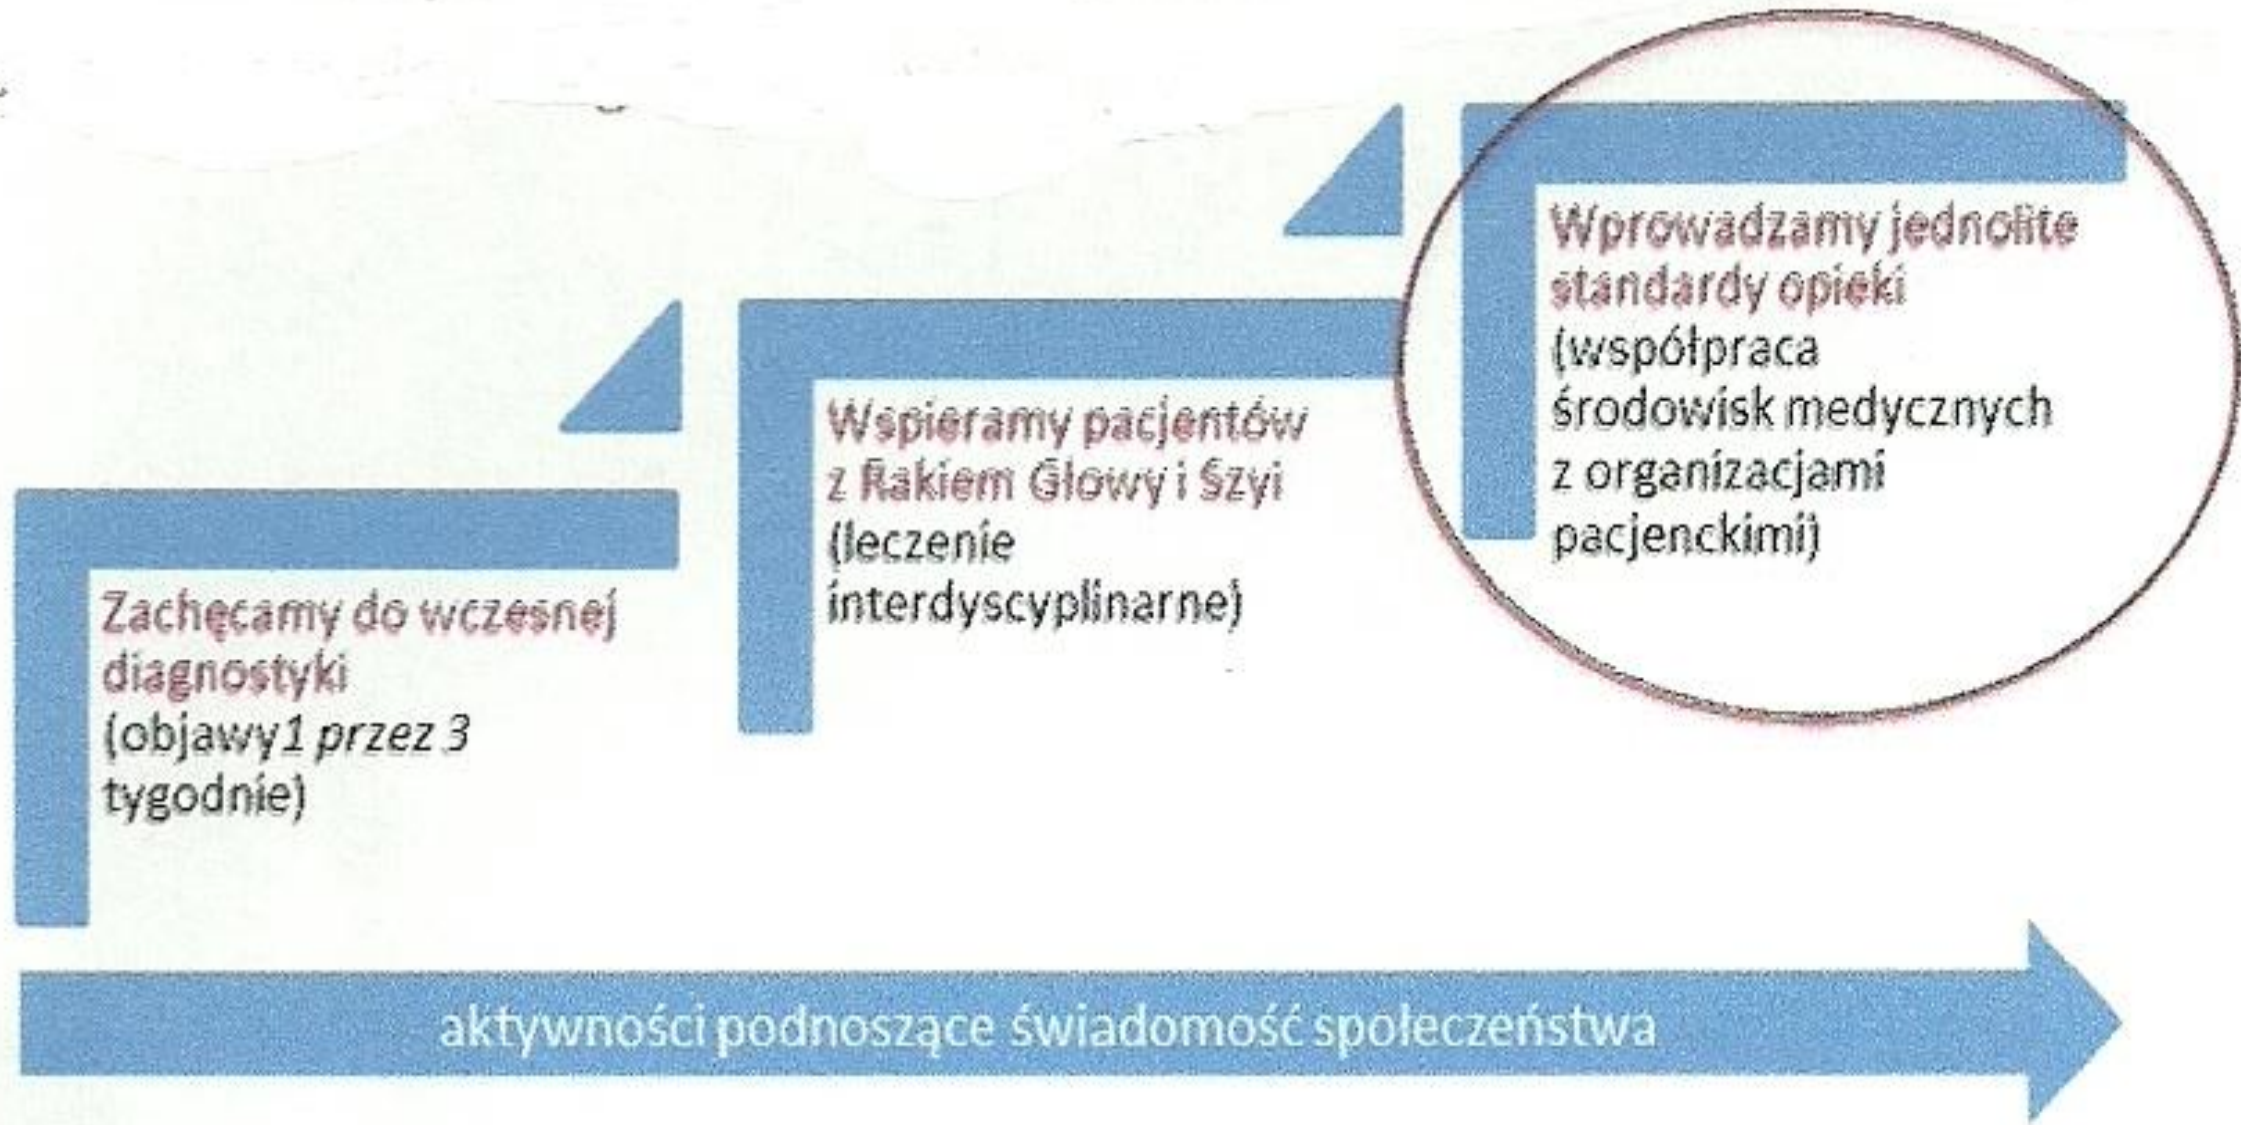 Zachęcamy do wczesnej
diagnostyki
(objawy1 przez 3
tygodnie)
Wspieramy pacjentów
z Rakiem Głowy i Szyi
(leczenie
interdyscyplinarne)
Wprowadzamy jednolite
standardy opieki
(współpraca
środowisk medycznych
z organizacjami
pacjenckimi)
aktywności podnoszące świadomość społeczeństwa